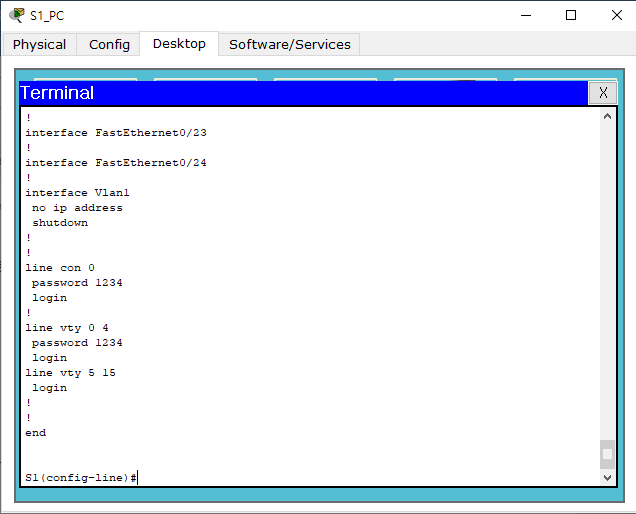 S1_PC
Physical Config Desktop Software/Services
Terminal X
!
interface FastEthernet0/23
!
interface FastEthernet0/24
!
interface Vlan1
 no ip address
 shutdown
!
!
line con 0
 password 1234
 login
!
line vty 0 4
 password 1234
 login
line vty 5 15
 login
!
!
end
S1(config-line)#